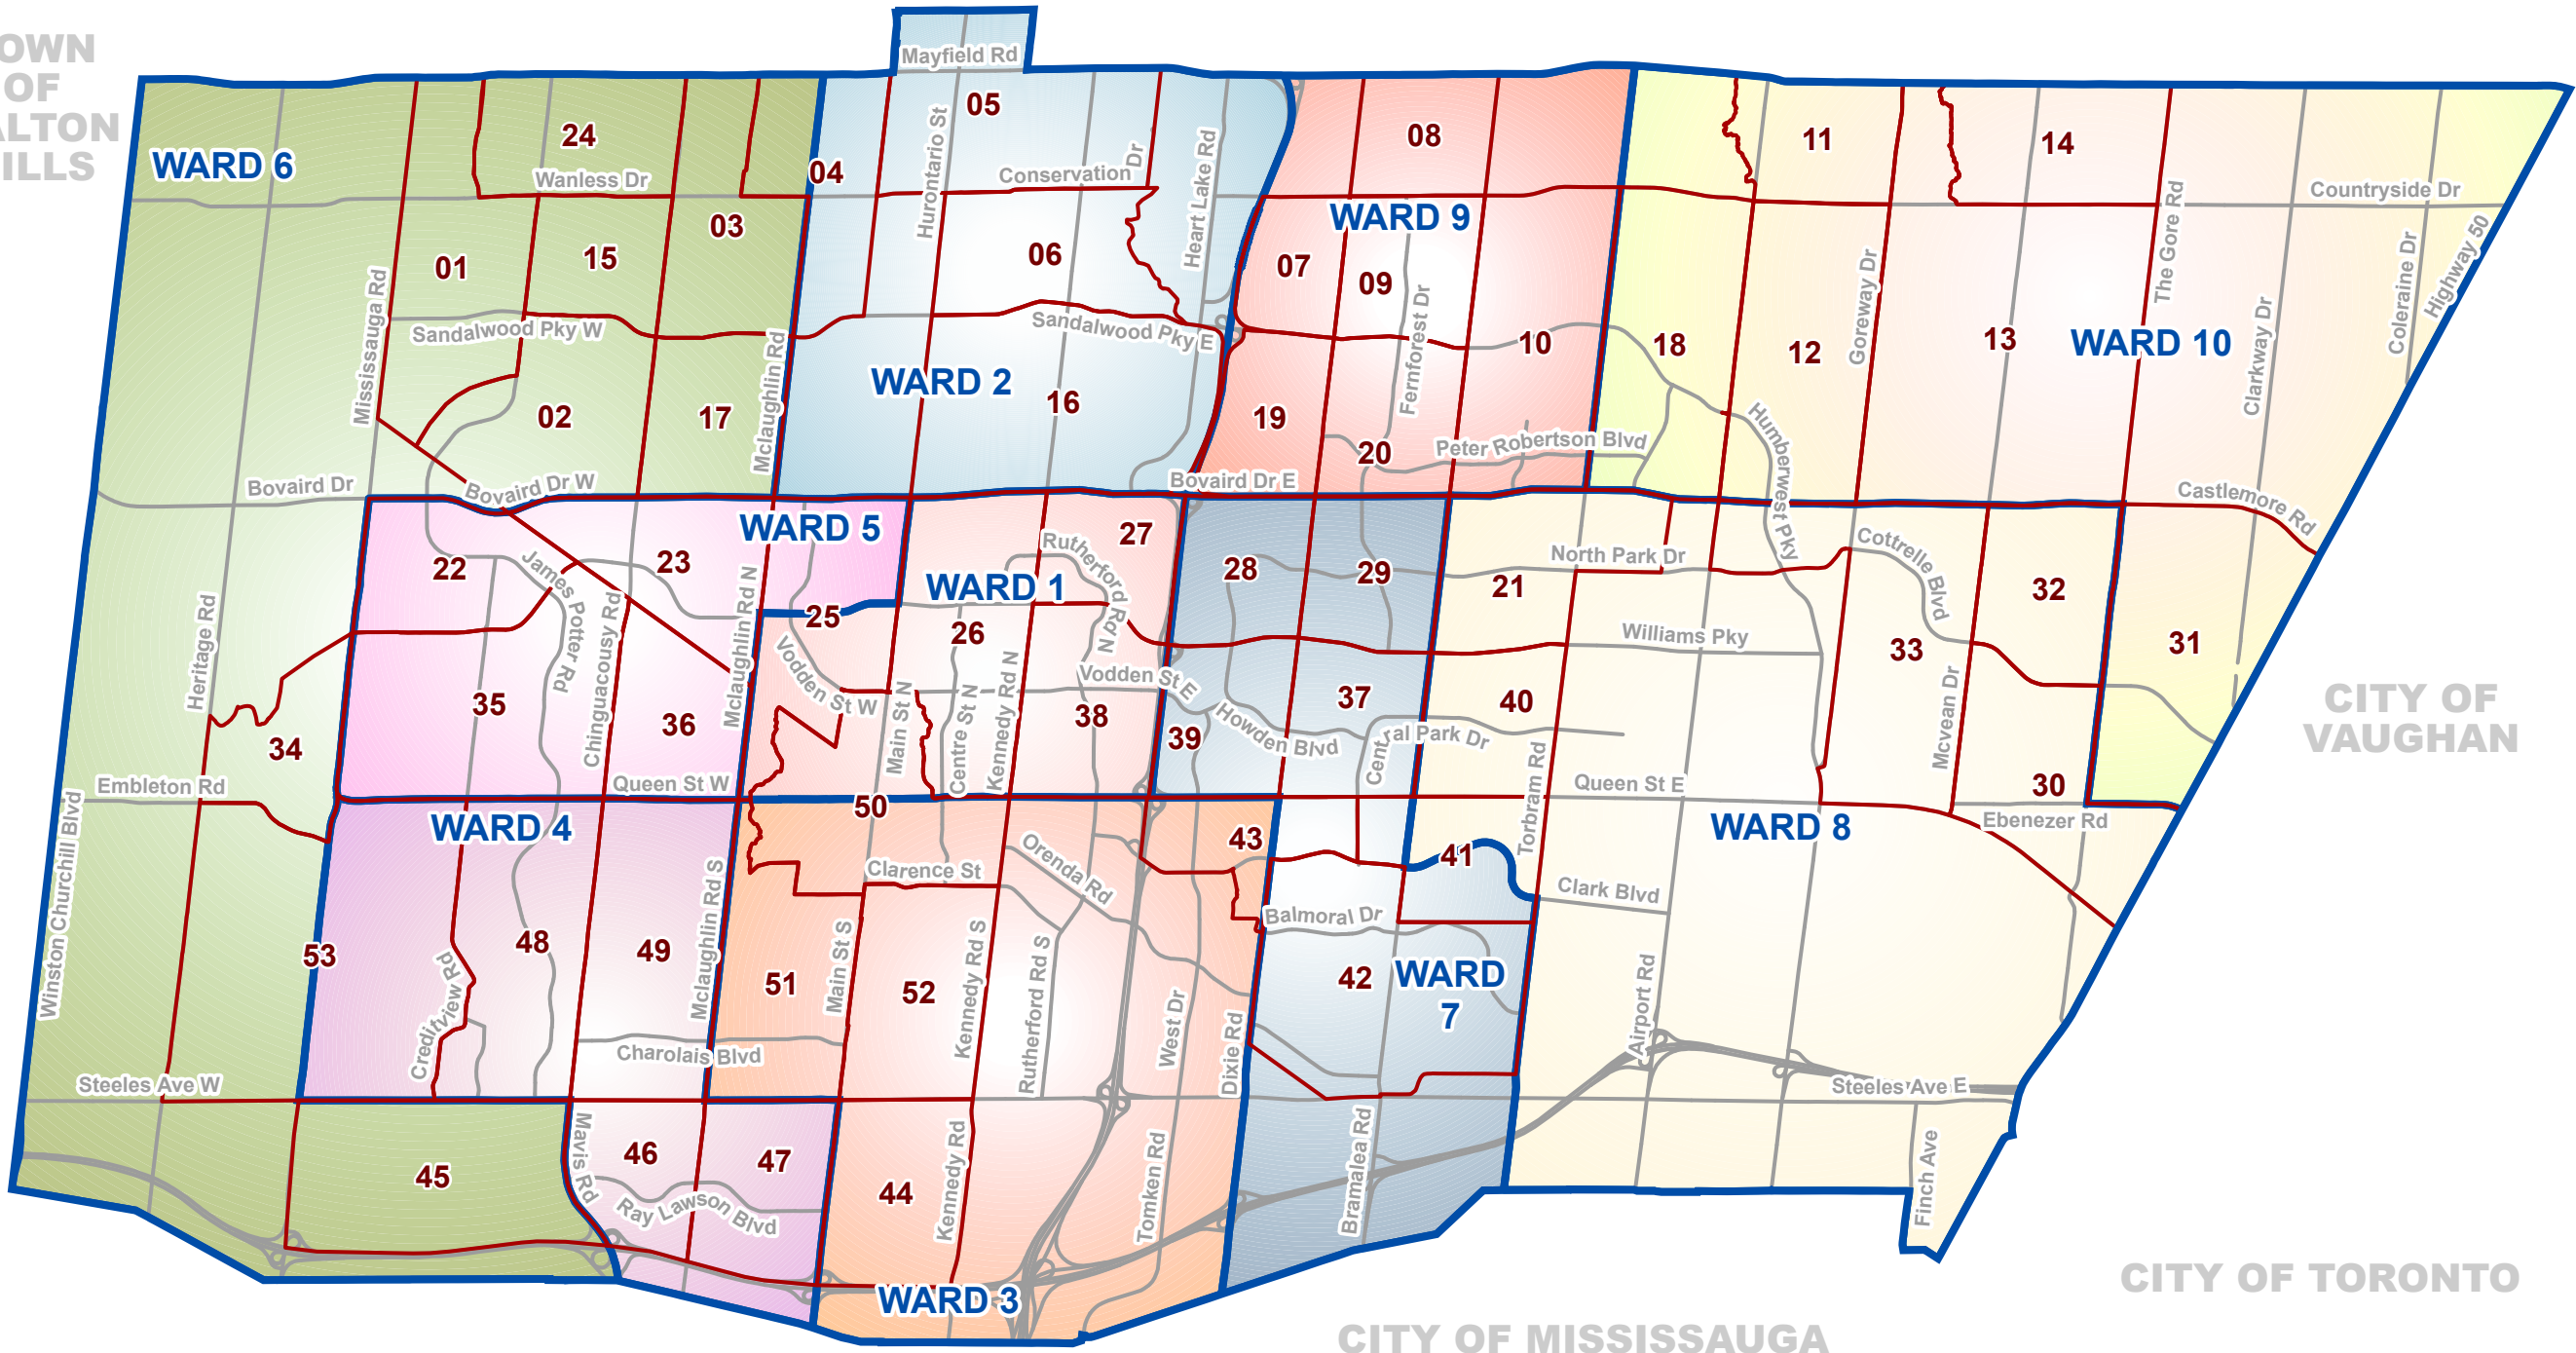 OWN
OF
ALTON
ILLS
Mayfield Rd
WARD 6
24
04
05
08
11
14
Wanless Dr
Conservation Dr
Hurontario St
Heart Lake Rd
WARD 9
Countryside Dr
The Gore Rd
Highway 50
Coleraine Dr
01
15
03
06
07
09
Mississauga Rd
Sandalwood Pky W
Sandalwood Pky E
Mclaughlin Rd
Fernforest Dr
10
18
12
Goreway Dr
13
WARD 10
Clarkway Dr
02
17
WARD 2
16
19
20
Peter Robertson Blvd
Humberwest Pky
Bovaird Dr
Bovaird Dr W
Bovaird Dr E
Castlemore Rd
WARD 5
22
23
James Potter Rd
Chinguacousy Rd
Mclaughlin Rd N
25
WARD 1
26
27
Rutherford Rd N
28
29
21
North Park Dr
Cottrelle Blvd
32
31
33
Williams Pky
Mcvean Dr
Heritage Rd
34
35
36
Vodden St W
Main St N
Centre St N
Kennedy Rd N
Vodden St E
38
39
37
Howden Blvd
Central Park Dr
40
Torbram Rd
CITY OF
VAUGHAN
Embleton Rd
Queen St W
Queen St E
30
Ebenezer Rd
WARD 4
50
43
41
WARD 8
Winston Churchill Blvd
Clarence St
Orenda Rd
Clark Blvd
Balmoral Dr
53
48
49
Mclaughlin Rd S
51
Main St S
52
Kennedy Rd S
Rutherford Rd S
West Dr
Dixie Rd
42
WARD
7
Airport Rd
Creditview Rd
Charolais Blvd
Steeles Ave W
Steeles Ave E
45
Mavis Rd
46
47
Ray Lawson Blvd
44
Kennedy Rd
Tomken Rd
Bramalea Rd
Finch Ave
WARD 3
CITY OF TORONTO
CITY OF MISSISSAUGA